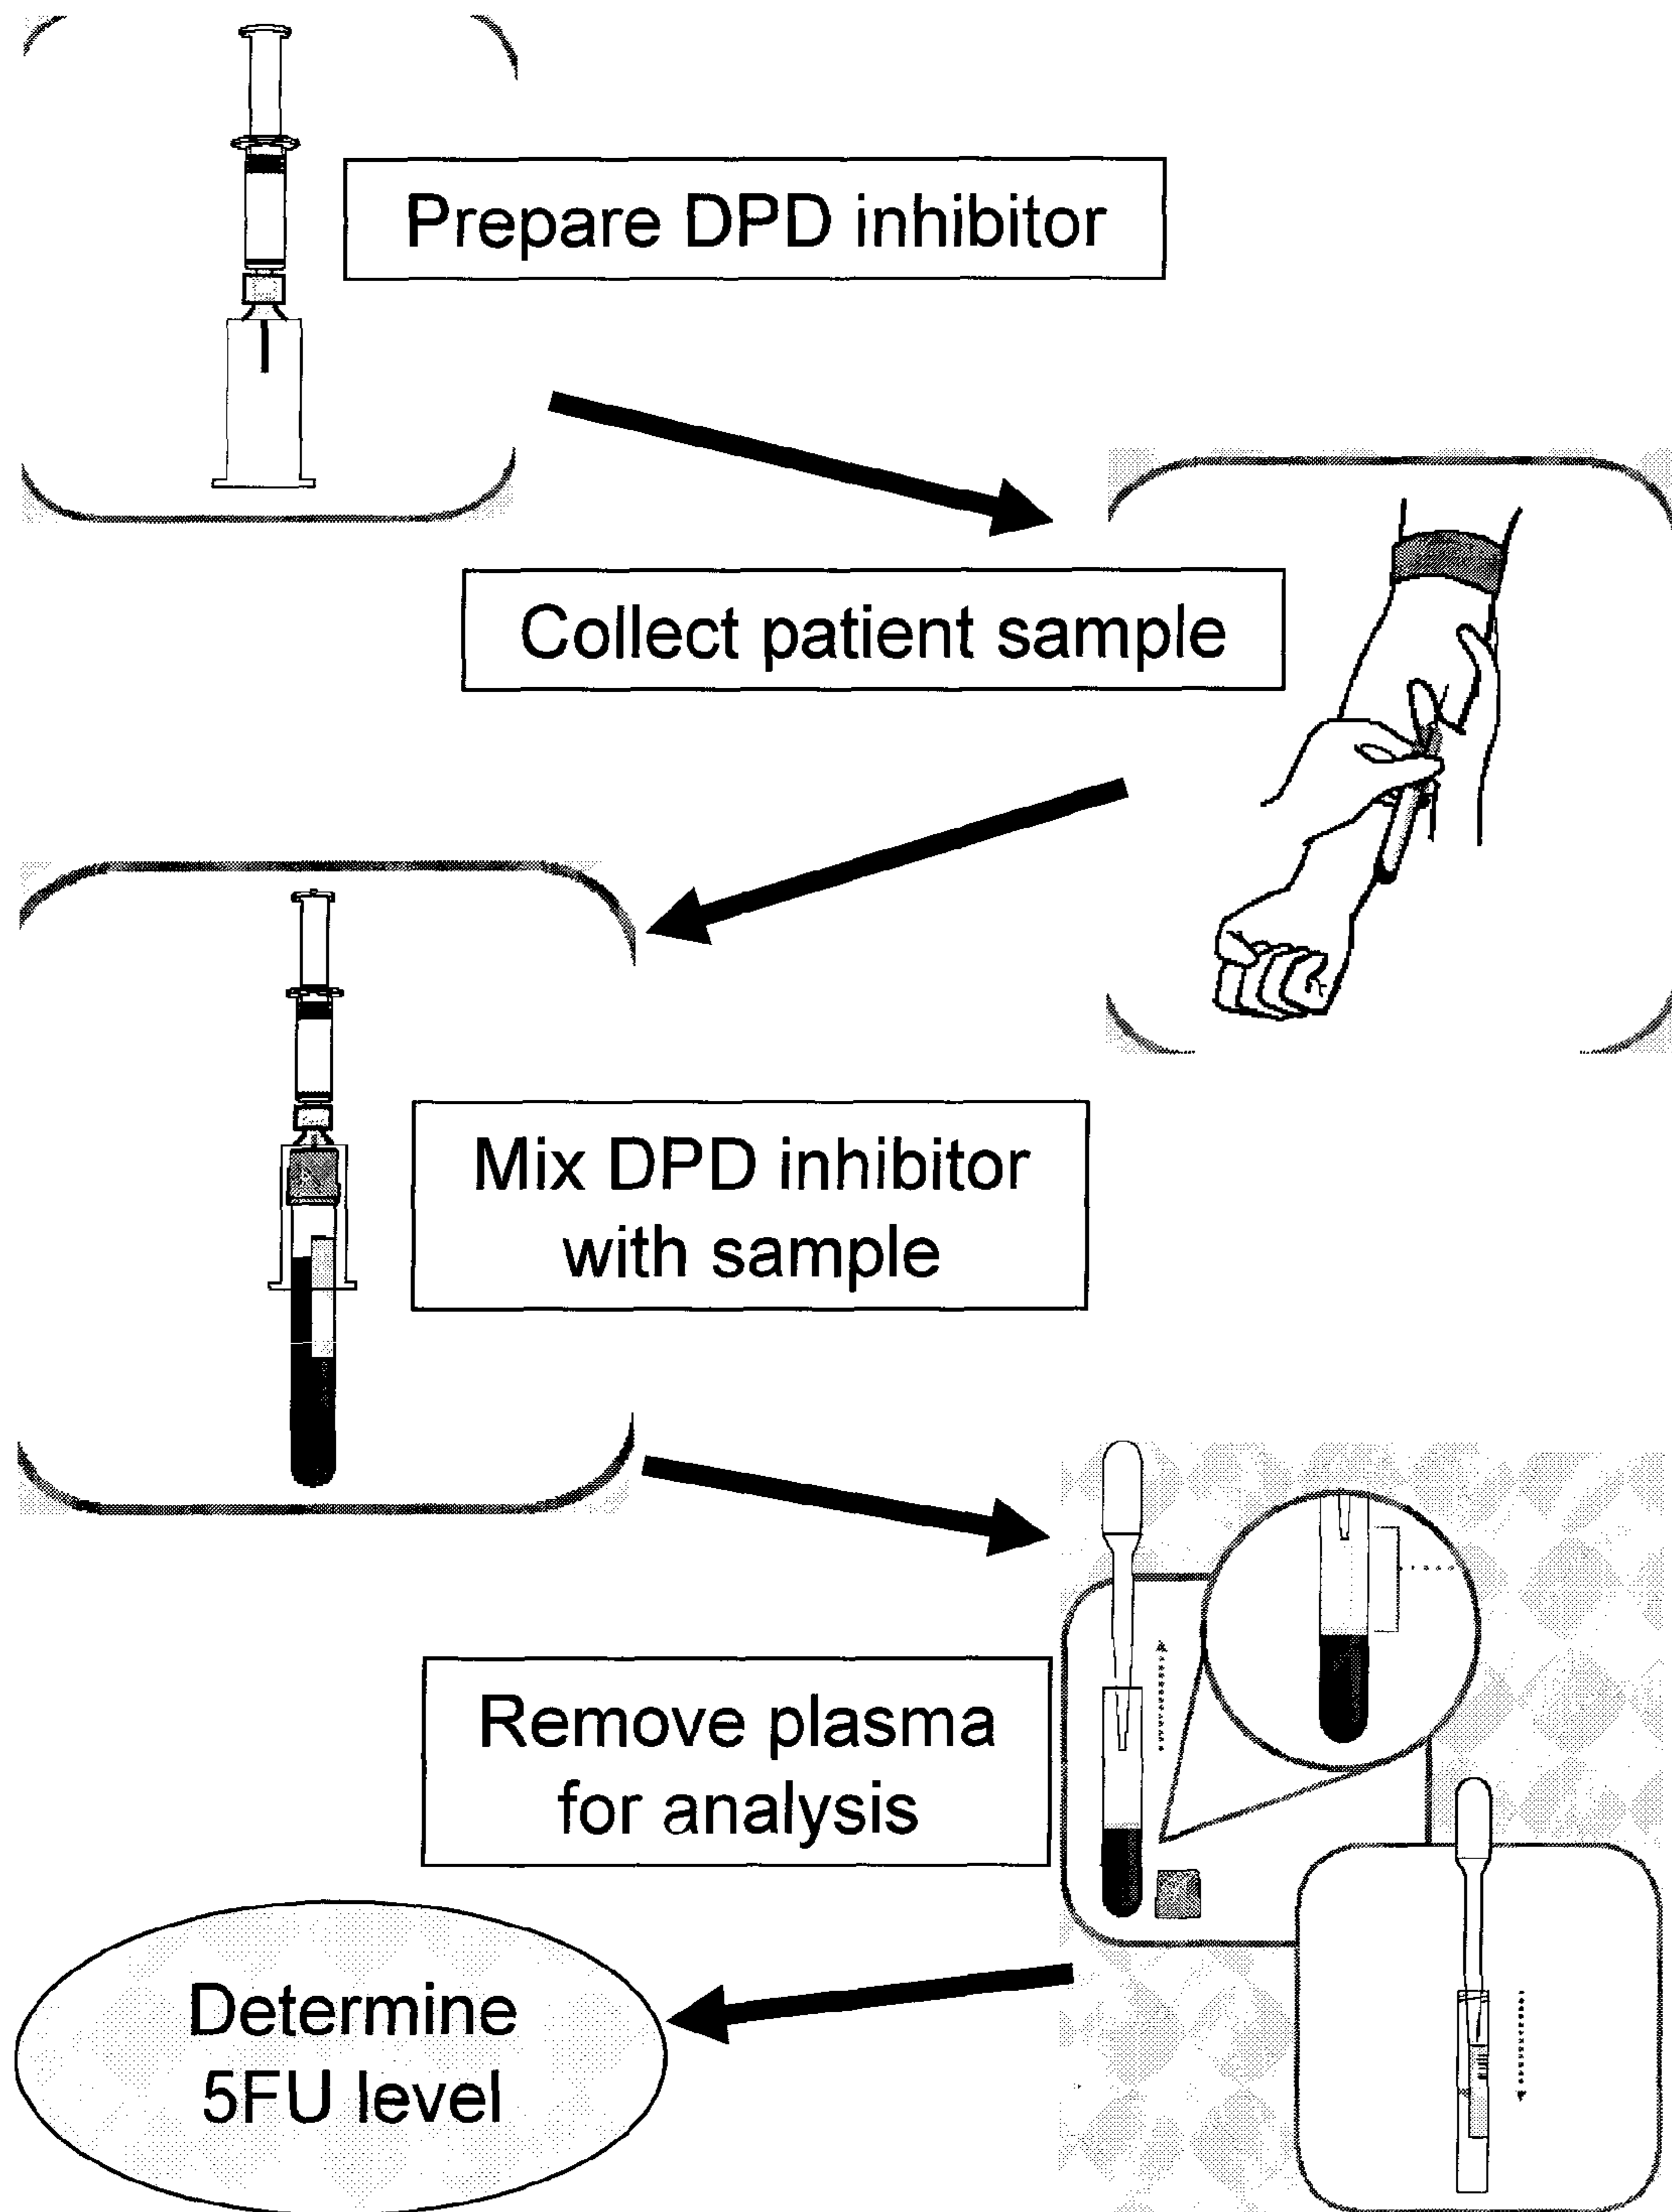 Prepare DPD inhibitor
Collect patient sample
Mix DPD inhibitor
with sample
Remove plasma
for analysis
Determine
5FU level